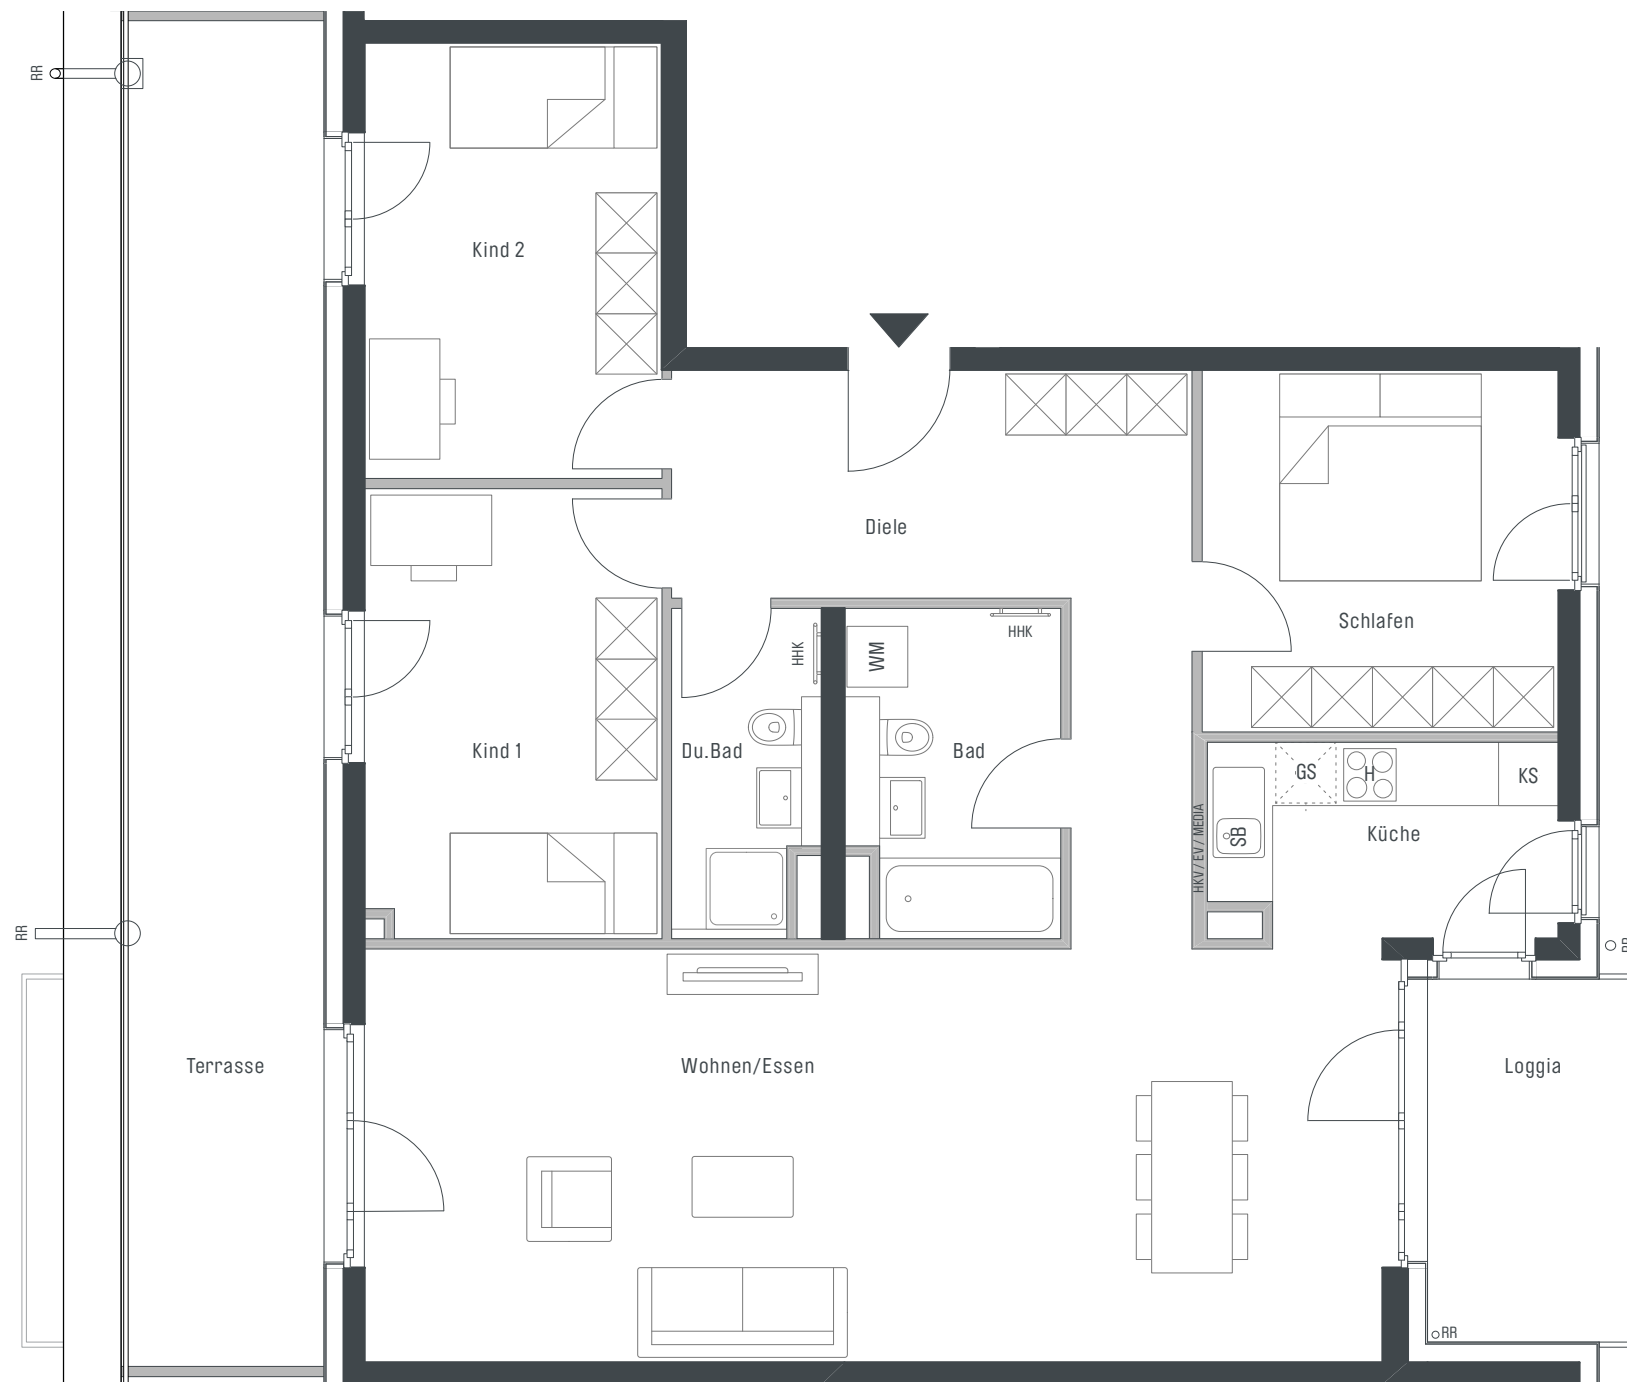 RR
Kind 2
Diele
Schlafen
HHK
HHK
WM
Kind 1
Du.Bad
Bad
GS
H
KS
SB
Küche
HKV / EV / MEDIA
RR
RR
Terrasse
Wohnen/Essen
Loggia
RR